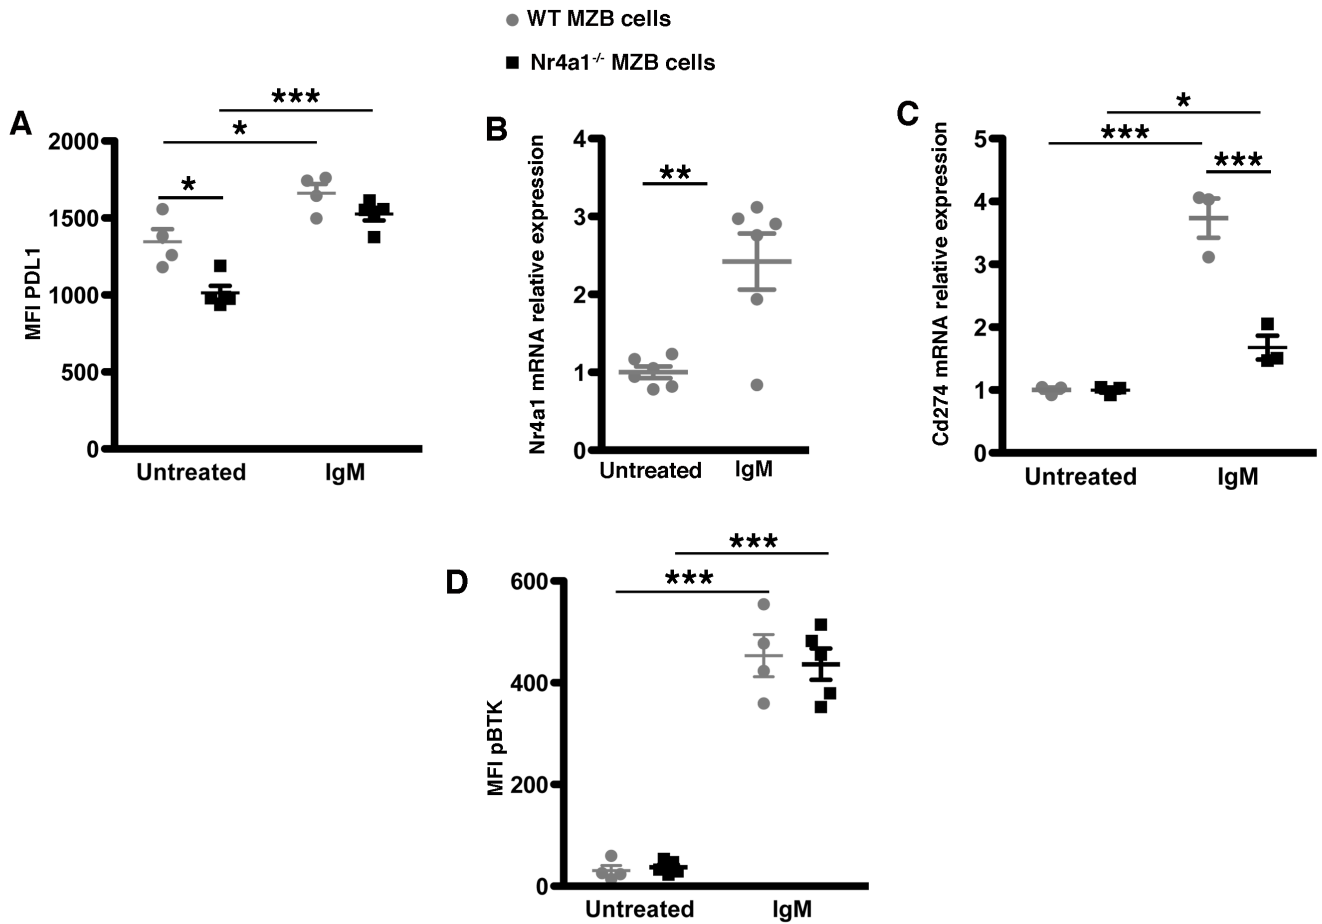 WT MZB cells
Nr4a1-/- MZB cells
A
***
*
*
2000
1500
1000
500
0
MFI PDL1
Untreated IgM
B
**
4
3
2
1
0
Nr4a1 mRNA relative expression
Untreated IgM
C
*
***
***
5
4
3
2
1
0
Cd274 mRNA relative expression
Untreated IgM
D
***
***
600
400
200
0
MFI pBTK
Untreated IgM